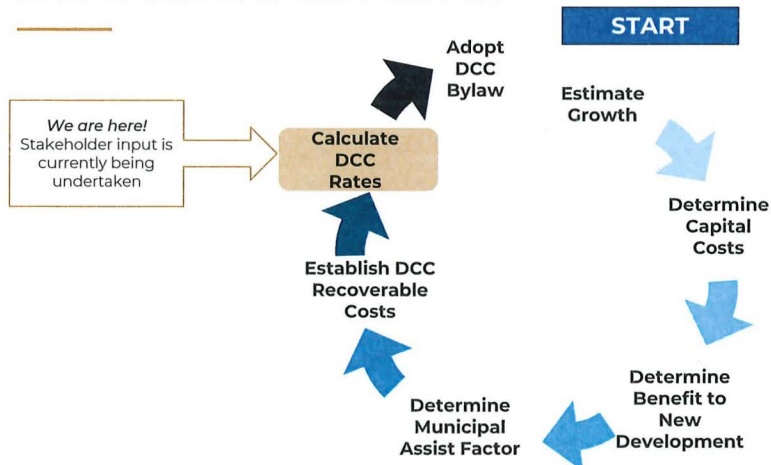 START
Estimate
Growth
Determine
Capital
Costs
Determine
Benefit to
New
Development
Determine
Municipal
Assist Factor
Establish DCC
Recoverable
Costs
Calculate
DCC
Rates
We are here!
Stakeholder input is
currently being
undertaken
Adopt
DCC
Bylaw